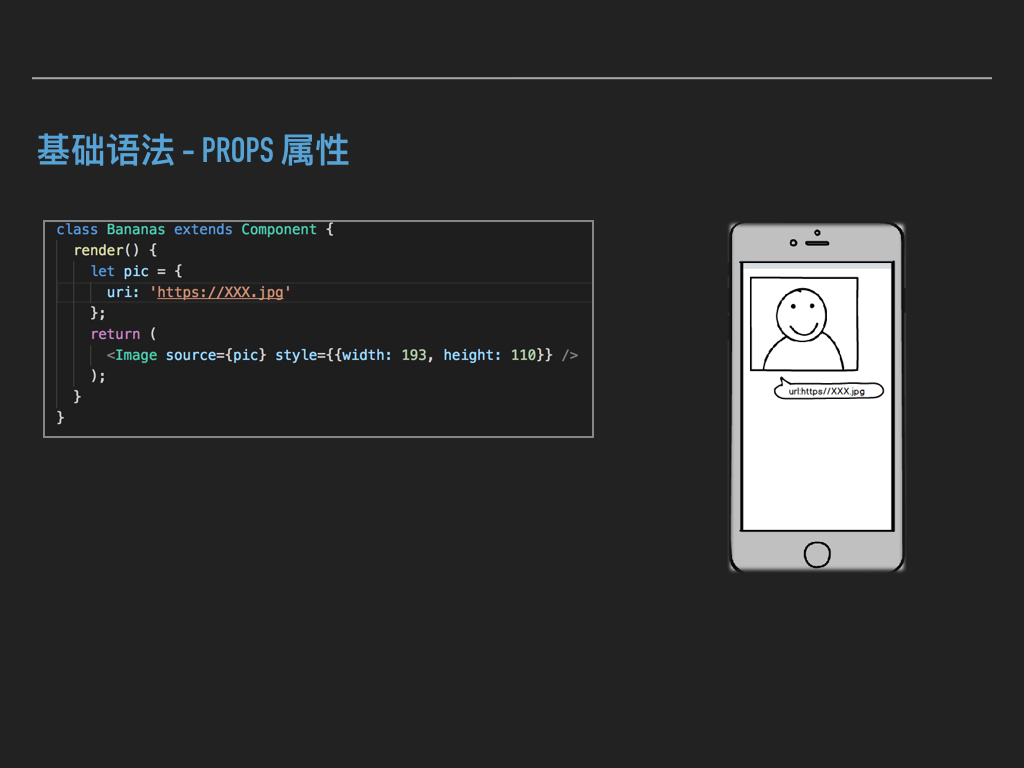 基础语法 - PROPS 属性
class Bananas extends Component {
  render() {
    let pic = {
      uri: 'https://XXX.jpg'
    };
    return (
      <Image source={pic} style={{width: 193, height: 110}} />
    );
  }
}
url:https//XXX.jpg